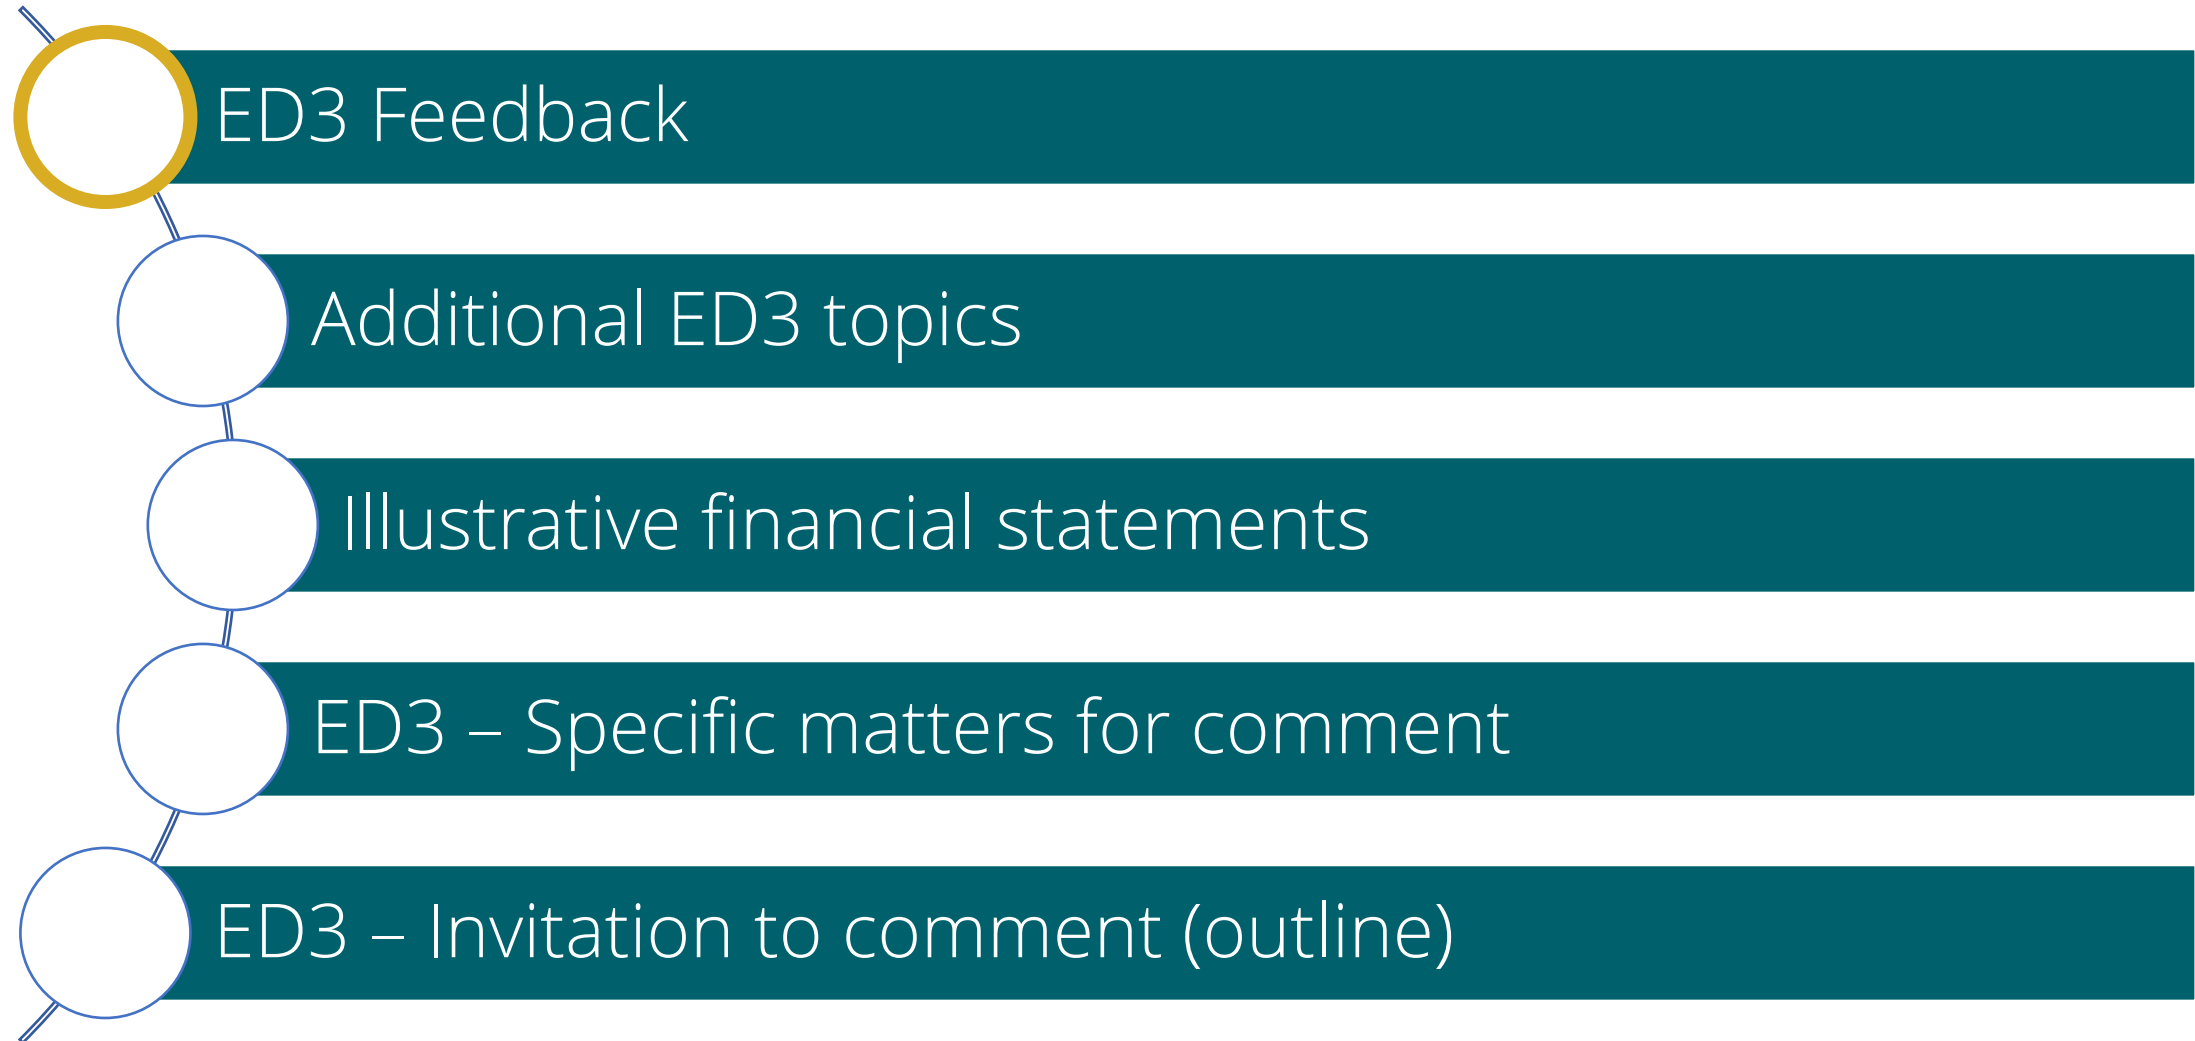 ED3 Feedback
Additional ED3 topics
Illustrative financial statements
ED3 – Specific matters for comment
ED3 – Invitation to comment (outline)